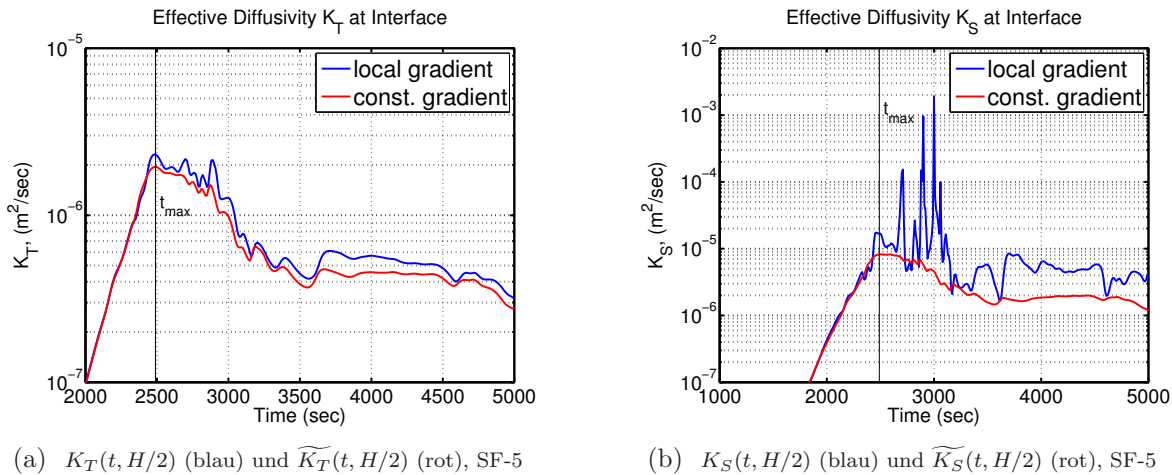 Effective Diffusivity K_T at Interface
10^−5
10^−6
10^−7
K_T, (m^2/sec)
local gradient
const. gradient
t_max
2000 2500 3000 3500 4000 4500 5000
Time (sec)
(a) K_T(t, H/2) (blau) und \widetilde{K_T}(t, H/2) (rot), SF-5
Effective Diffusivity K_S at Interface
10^−2
10^−3
10^−4
10^−5
10^−6
10^−7
K_S, (m^2/sec)
local gradient
const. gradient
t_max
1000 2000 3000 4000 5000
Time (sec)
(b) K_S(t, H/2) (blau) und \widetilde{K_S}(t, H/2) (rot), SF-5